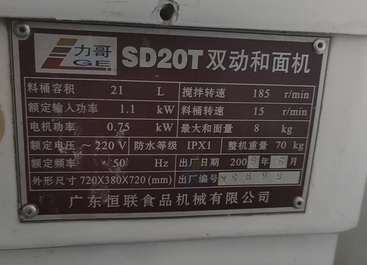 力哥
LGE
SD20T 双动和面机
料桶容积 21 L 搅拌转速 185 r/min
额定输入功率 1.1 kW 料桶转速 15 r/min
电机功率 0.75 kW 最大和面量 8 kg
额定电压 ～220 V 防水等级 IPX1 整机重量 70 kg
额定频率 50 Hz 出厂日期 200 年 月
外形尺寸 720X380X720(mm) 出厂编号
广东恒联食品机械有限公司